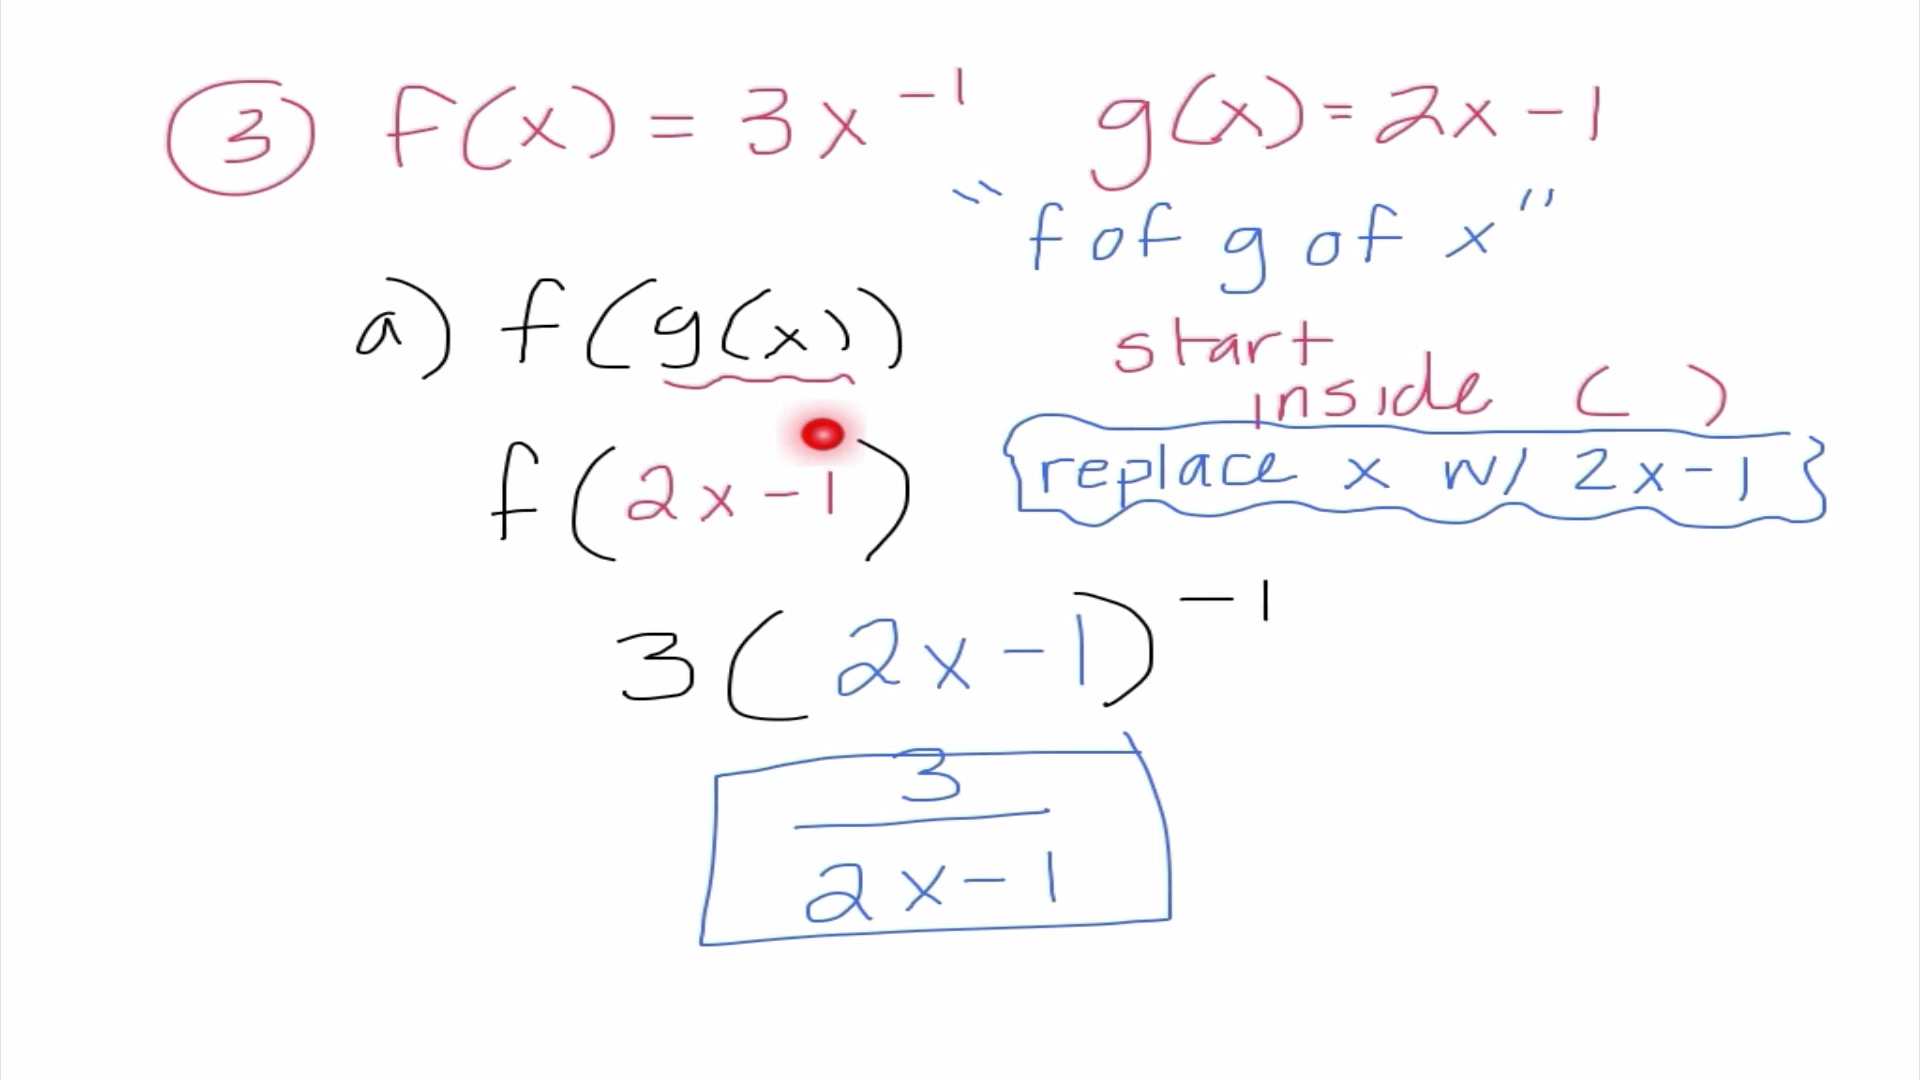 ③ f(x) = 3x⁻¹ g(x) = 2x - 1
"f of g of x"
a) f(g(x))
start
inside ( )
f(2x - 1)
replace x w/ 2x - 1
3(2x - 1)⁻¹
3
2x - 1